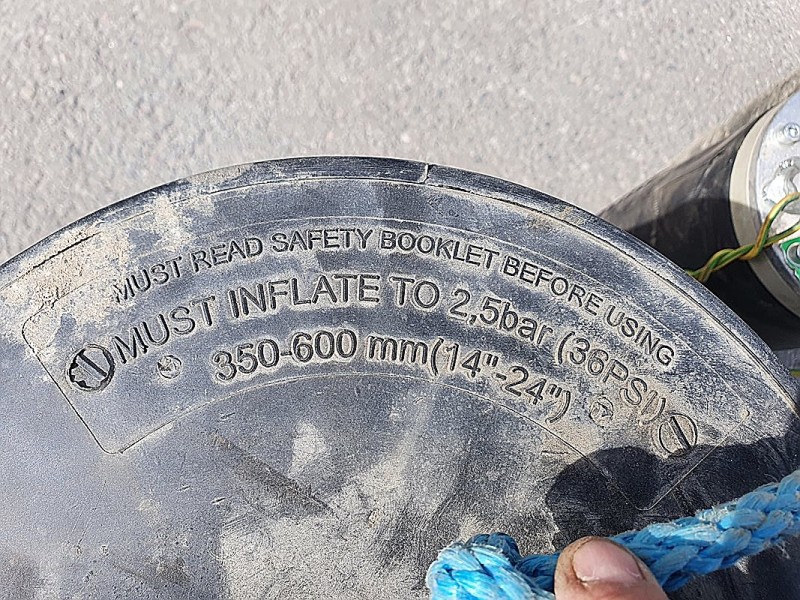 MUST READ SAFETY BOOKLET BEFORE USING
MUST INFLATE TO 2,5bar (36PSI)
350-600 mm(14"-24")